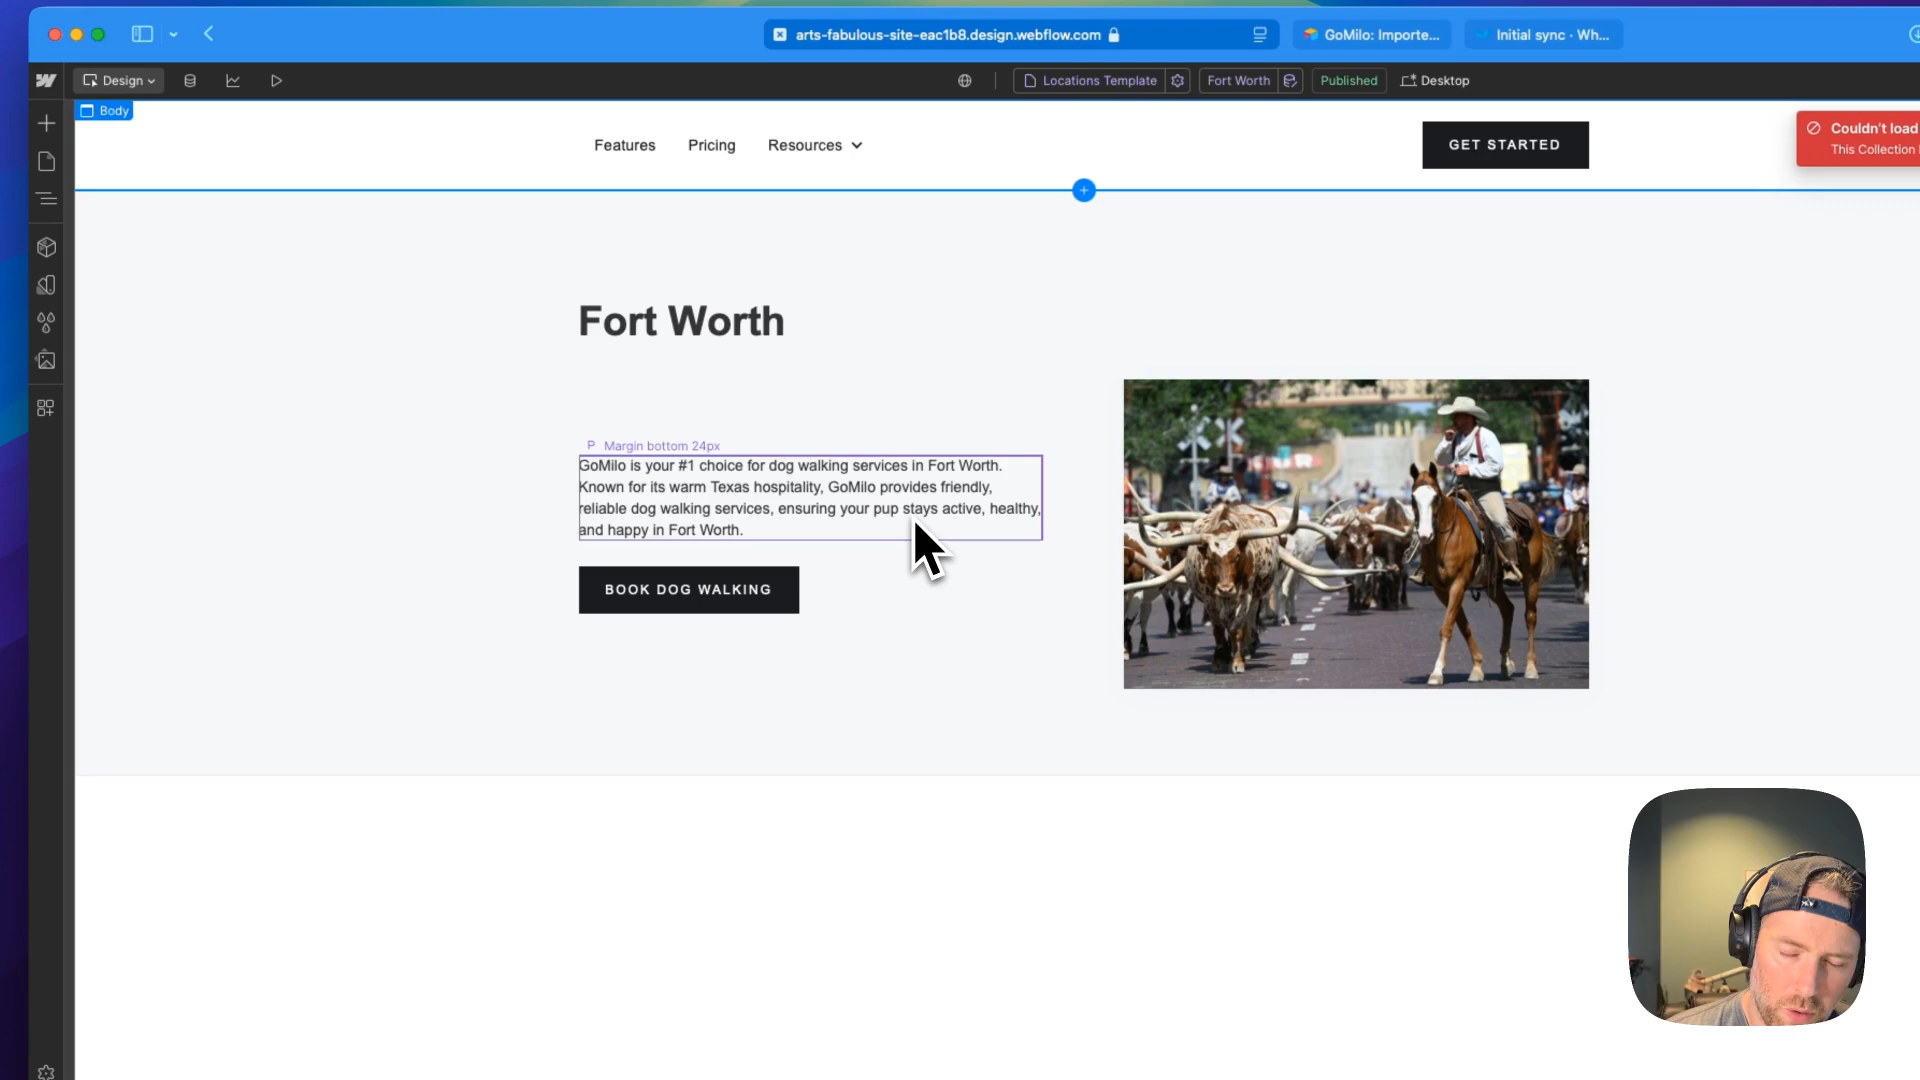 arts-fabulous-site-eac1b8.design.webflow.com
GoMilo: Importe...
Initial sync · Wh...
Design
Locations Template
Fort Worth
Published
Desktop
Body
Features
Pricing
Resources
GET STARTED
Couldn't load
This Collection
Fort Worth
P Margin bottom 24px
GoMilo is your #1 choice for dog walking services in Fort Worth.
Known for its warm Texas hospitality, GoMilo provides friendly,
reliable dog walking services, ensuring your pup stays active, healthy,
and happy in Fort Worth.
BOOK DOG WALKING